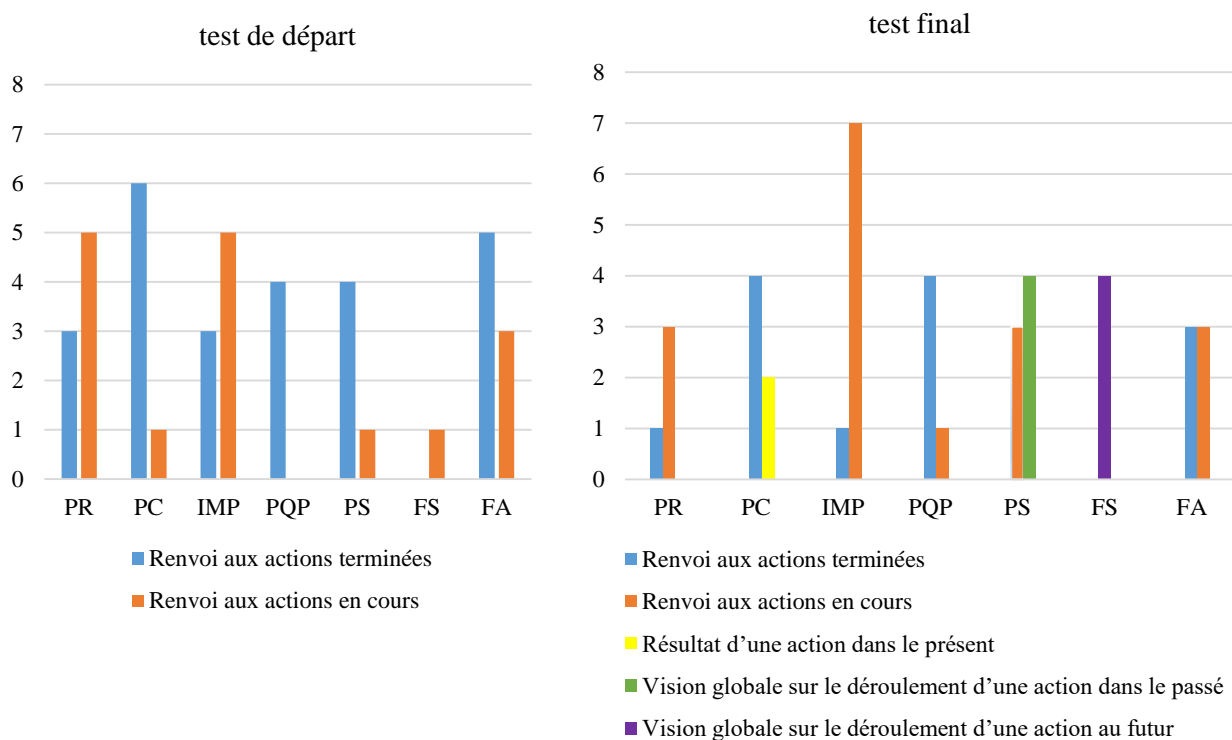 test de départ
8
7
6
5
4
3
2
1
0
PR PC IMP PQP PS FS FA
Renvoi aux actions terminées
Renvoi aux actions en cours
test final
8
7
6
5
4
3
2
1
0
PR PC IMP PQP PS FS FA
Renvoi aux actions terminées
Renvoi aux actions en cours
Résultat d’une action dans le présent
Vision globale sur le déroulement d’une action dans le passé
Vision globale sur le déroulement d’une action au futur